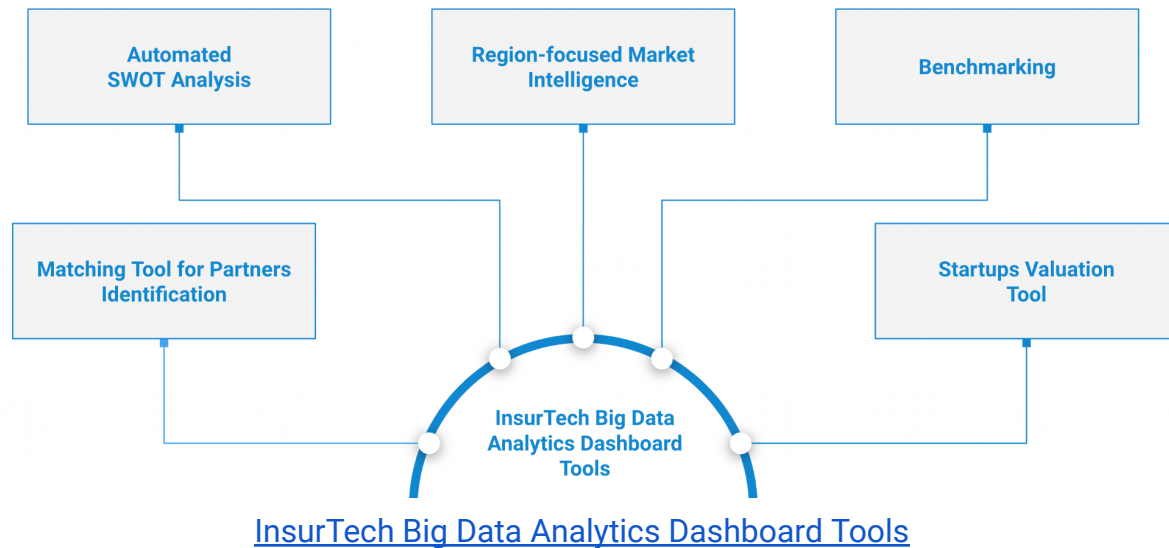 Automated
SWOT Analysis
Region-focused Market
Intelligence
Benchmarking
Matching Tool for Partners
Identification
Startups Valuation
Tool
InsurTech Big Data
Analytics Dashboard
Tools
InsurTech Big Data Analytics Dashboard Tools